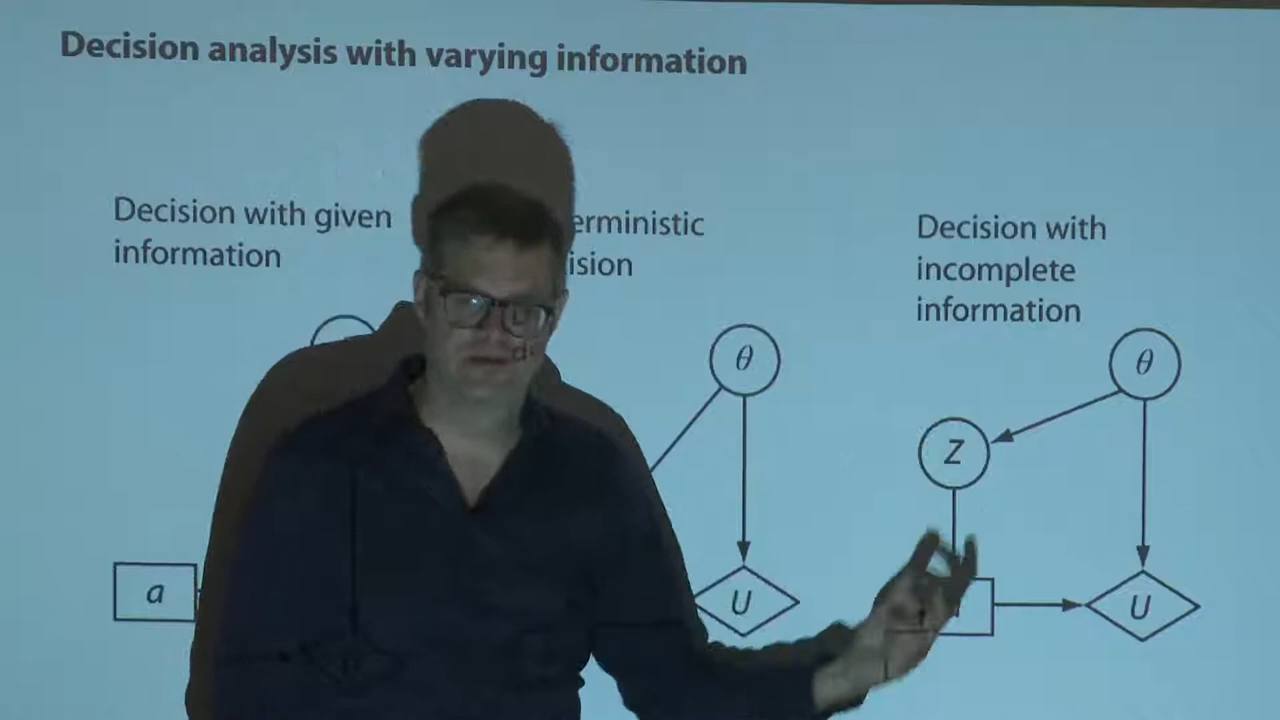 Decision analysis with varying information
Decision with given
information
erministic
ision
Decision with
incomplete
information
θ
θ
Z
a
U
U